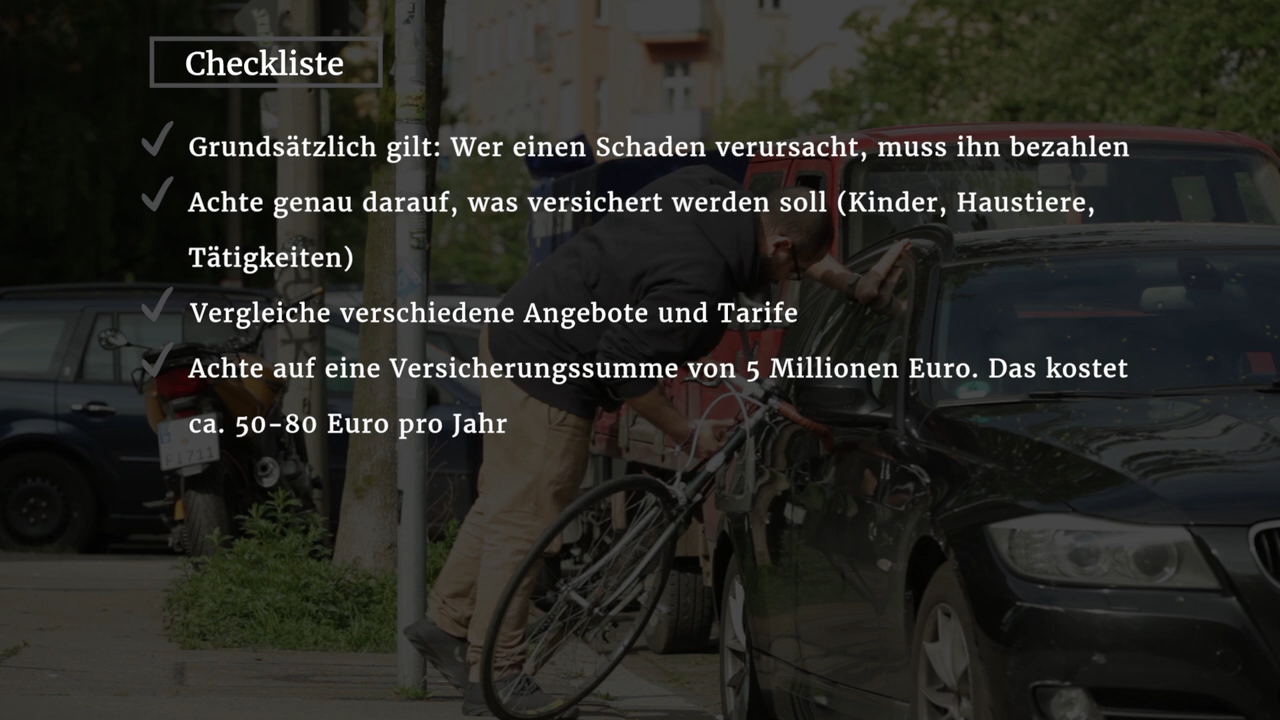 Checkliste
Grundsätzlich gilt: Wer einen Schaden verursacht, muss ihn bezahlen
Achte genau darauf, was versichert werden soll (Kinder, Haustiere,
Tätigkeiten)
Vergleiche verschiedene Angebote und Tarife
Achte auf eine Versicherungssumme von 5 Millionen Euro. Das kostet
ca. 50-80 Euro pro Jahr